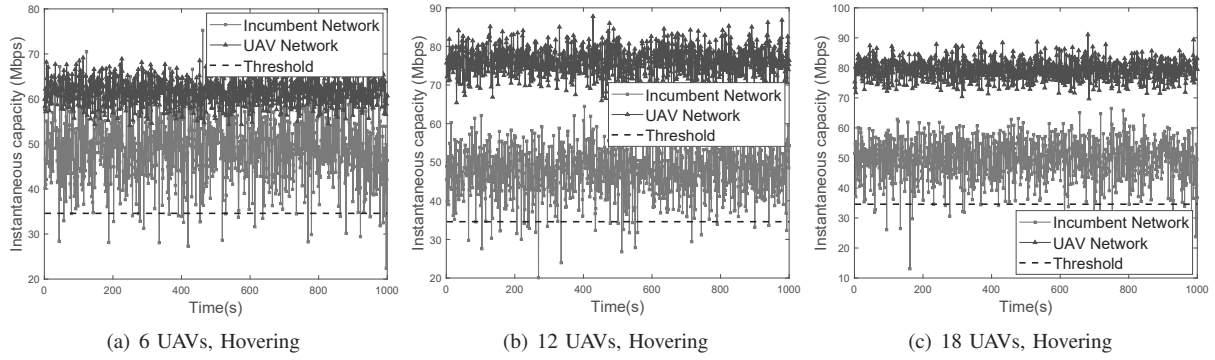 80
70
60
50
40
30
20
0 200 400 600 800 1000
Instantaneous capacity (Mbps)
Time(s)
Incumbent Network
UAV Network
Threshold
(a) 6 UAVs, Hovering
90
80
70
60
50
40
30
20
0 200 400 600 800 1000
Instantaneous capacity (Mbps)
Time(s)
Incumbent Network
UAV Network
Threshold
(b) 12 UAVs, Hovering
100
90
80
70
60
50
40
30
20
10
0 200 400 600 800 1000
Instantaneous capacity (Mbps)
Time(s)
Incumbent Network
UAV Network
Threshold
(c) 18 UAVs, Hovering